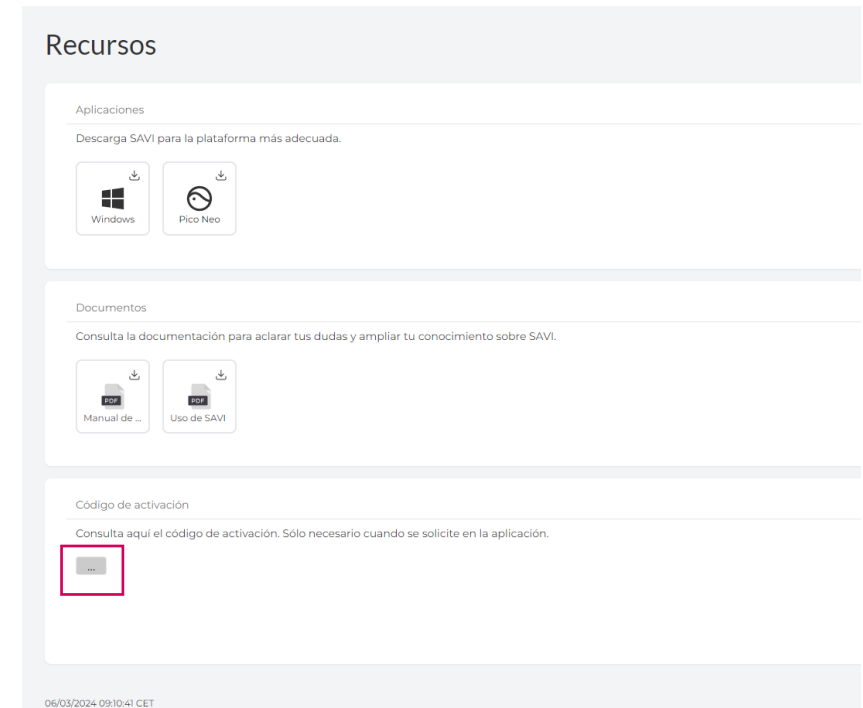 Recursos
Aplicaciones
Descarga SAVI para la plataforma más adecuada.
Windows
Pico Neo
Documentos
Consulta la documentación para aclarar tus dudas y ampliar tu conocimiento sobre SAVI.
PDF
PDF
Manual de ...
Uso de SAVI
Código de activación
Consulta aquí el código de activación. Sólo necesario cuando se solicite en la aplicación.
...
06/03/2024 09:10:41 CET